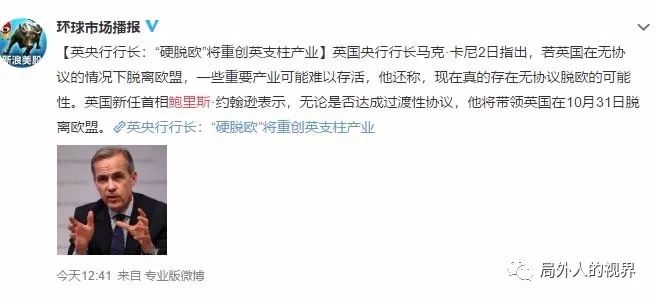 环球市场播报
新浪美股
【英央行行长：“硬脱欧”将重创英支柱产业】英国央行行长马克·卡尼2日指出，若英国在无协
议的情况下脱离欧盟，一些重要产业可能难以存活，他还称，现在真的存在无协议脱欧的可能
性。英国新任首相鲍里斯·约翰逊表示，无论是否达成过渡性协议，他将带领英国在10月31日脱
离欧盟。英央行行长：“硬脱欧”将重创英支柱产业
今天12:41 来自 专业版微博
局外人的视界